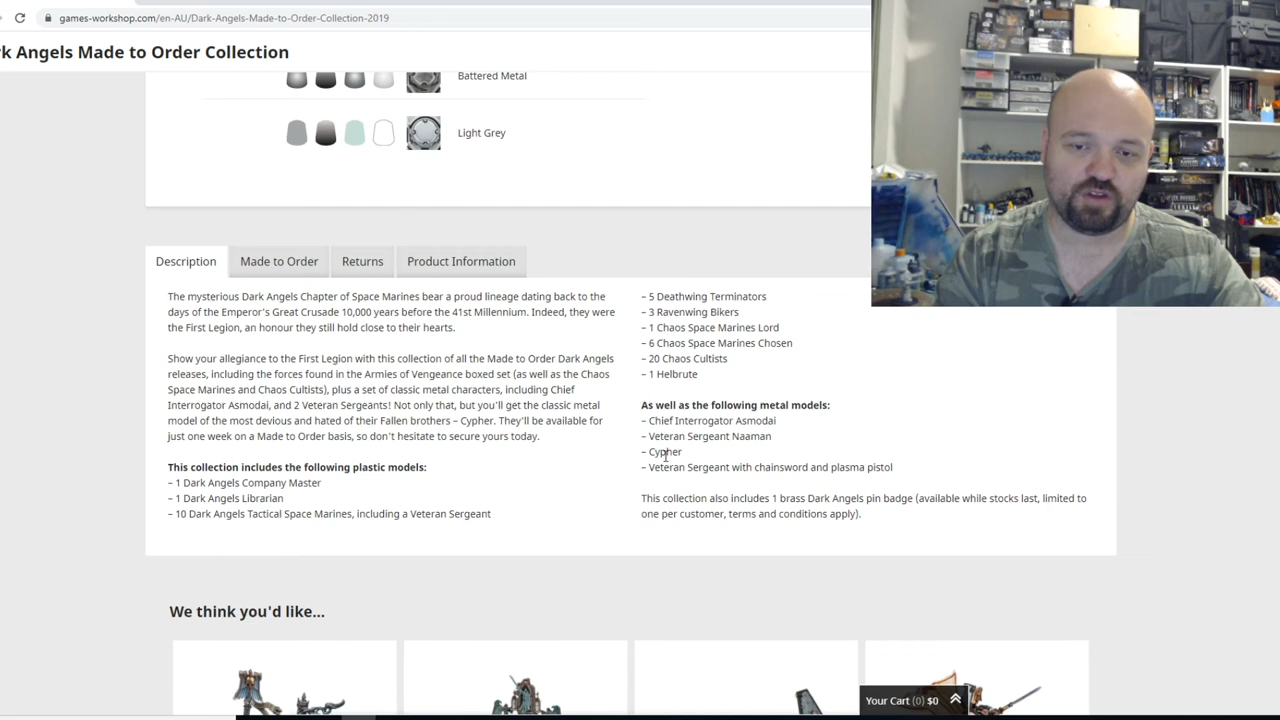 games-workshop.com/en-AU/Dark-Angels-Made-to-Order-Collection-2019
rk Angels Made to Order Collection
Battered Metal
Light Grey
Description
Made to Order
Returns
Product Information
The mysterious Dark Angels Chapter of Space Marines bear a proud lineage dating back to the
days of the Emperor's Great Crusade 10,000 years before the 41st Millennium. Indeed, they were
the First Legion, an honour they still hold close to their hearts.
Show your allegiance to the First Legion with this collection of all the Made to Order Dark Angels
releases, including the forces found in the Armies of Vengeance boxed set (as well as the Chaos
Space Marines and Chaos Cultists), plus a set of classic metal characters, including Chief
Interrogator Asmodai, and 2 Veteran Sergeants! Not only that, but you'll get the classic metal
model of the most devious and hated of their Fallen brothers – Cypher. They'll be available for
just one week on a Made to Order basis, so don't hesitate to secure yours today.
This collection includes the following plastic models:
– 1 Dark Angels Company Master
– 1 Dark Angels Librarian
– 10 Dark Angels Tactical Space Marines, including a Veteran Sergeant
– 5 Deathwing Terminators
– 3 Ravenwing Bikers
– 1 Chaos Space Marines Lord
– 6 Chaos Space Marines Chosen
– 20 Chaos Cultists
– 1 Helbrute
As well as the following metal models:
– Chief Interrogator Asmodai
– Veteran Sergeant Naaman
– Cypher
– Veteran Sergeant with chainsword and plasma pistol
This collection also includes 1 brass Dark Angels pin badge (available while stocks last, limited to
one per customer, terms and conditions apply).
We think you'd like...
Your Cart (0) $0